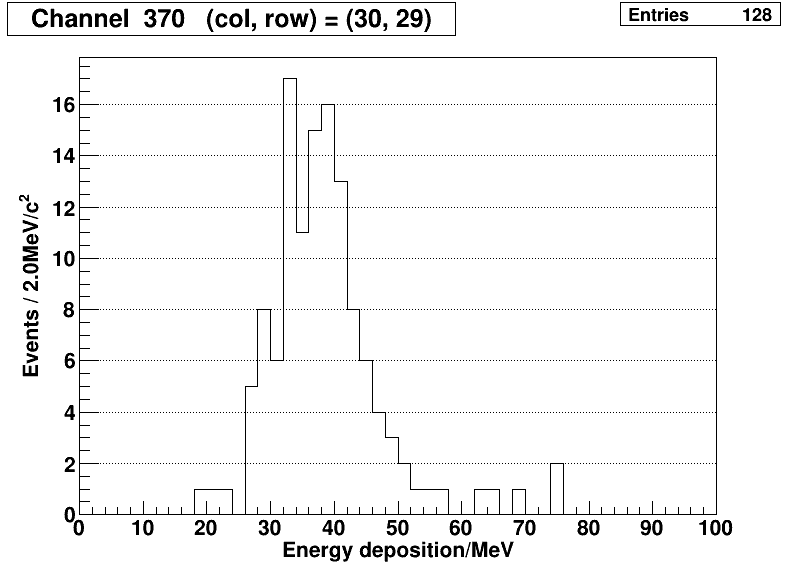 Channel 370 (col, row) = (30, 29)
Entries 128
Events / 2.0MeV/c²
16
14
12
10
8
6
4
2
0
0 10 20 30 40 50 60 70 80 90 100
Energy deposition/MeV